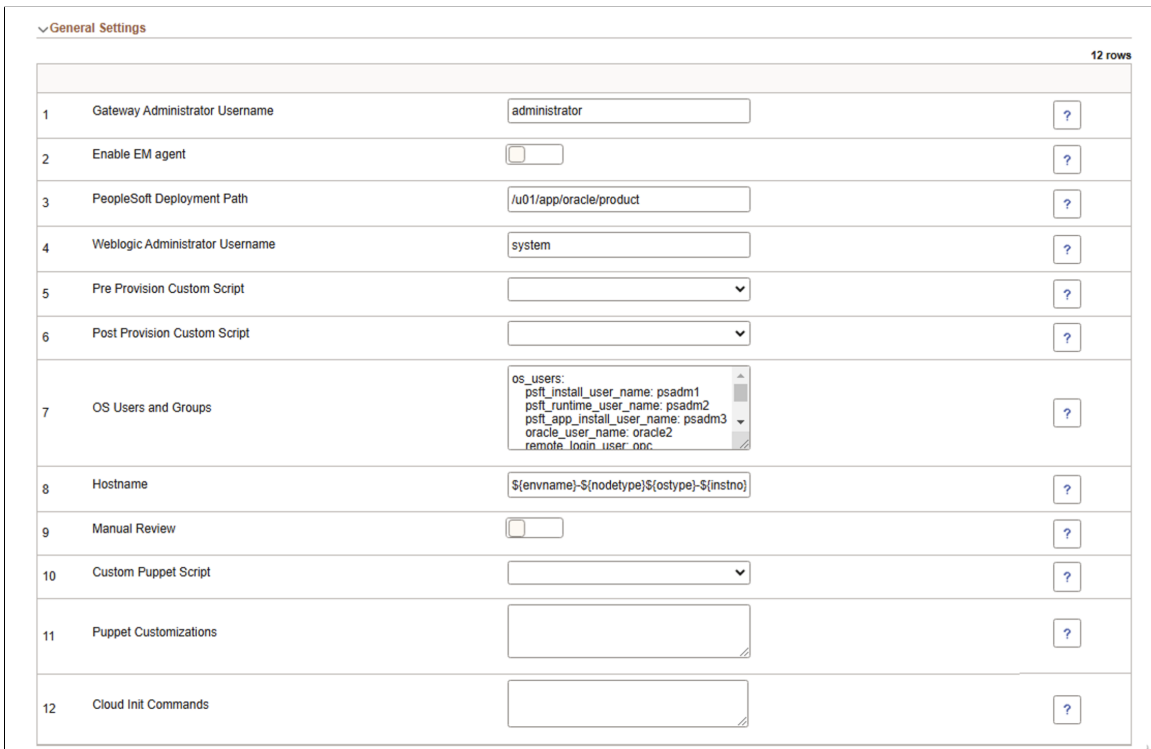 General Settings
12 rows
1 Gateway Administrator Username administrator ?
2 Enable EM agent ?
3 PeopleSoft Deployment Path /u01/app/oracle/product ?
4 Weblogic Administrator Username system ?
5 Pre Provision Custom Script ?
6 Post Provision Custom Script ?
7 OS Users and Groups ?
os_users:
psft_install_user_name: psadm1
psft_runtime_user_name: psadm2
psft_app_install_user_name: psadm3
oracle_user_name: oracle2
remote_login_user: opc
8 Hostname ${envname}-${nodetype}${ostype}-${instno} ?
9 Manual Review ?
10 Custom Puppet Script ?
11 Puppet Customizations ?
12 Cloud Init Commands ?